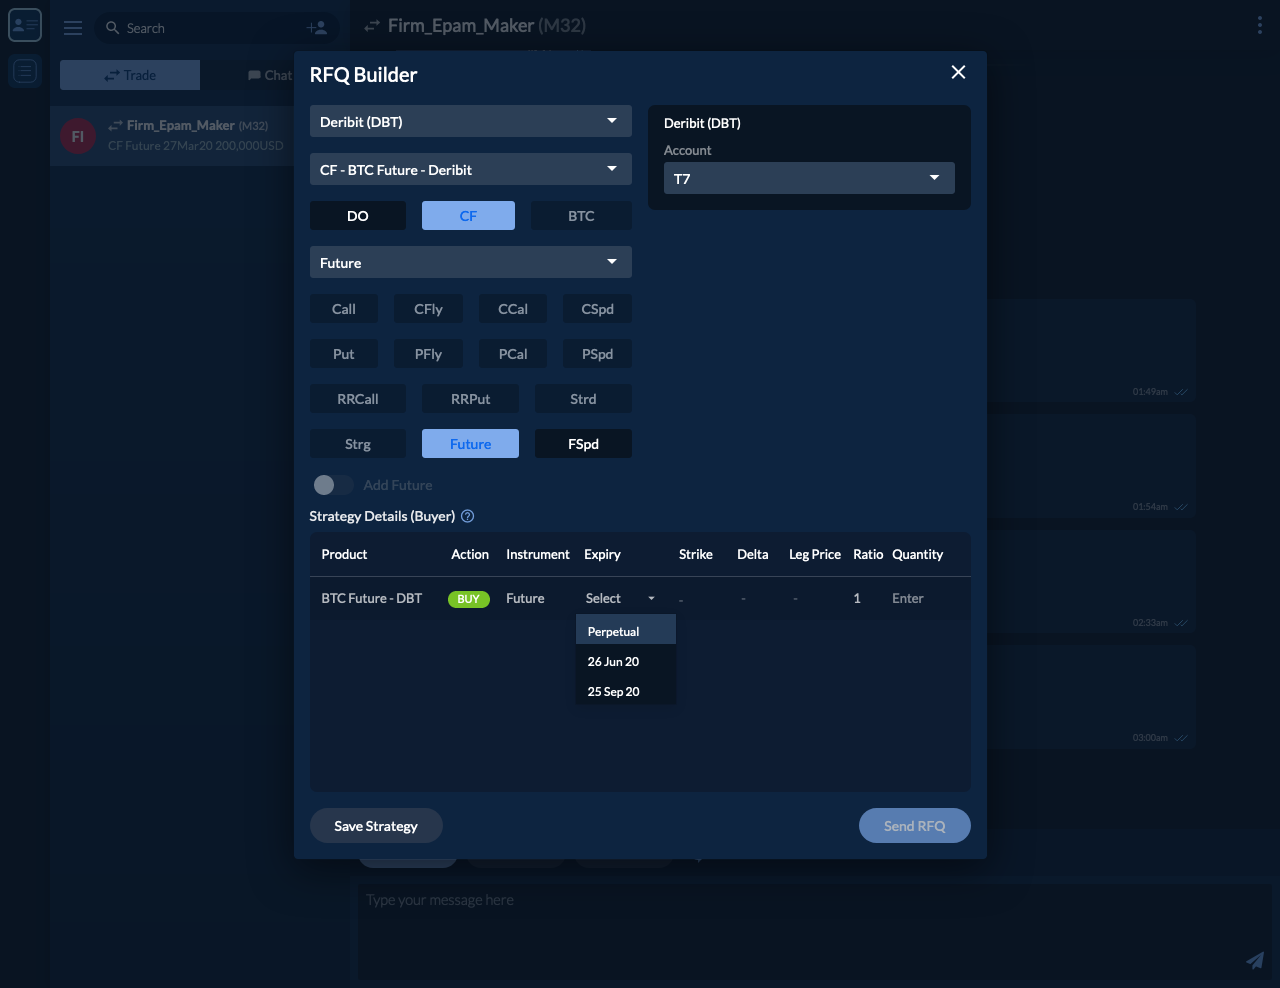 Search
Firm_Epam_Maker (M32)
Trade
Chat
FI
Firm_Epam_Maker (M32)
CF Future 27Mar20 200,000USD
RFQ Builder
Deribit (DBT)
CF - BTC Future - Deribit
DO CF BTC
Future
Call CFly CCal CSpd
Put PFly PCal PSpd
RRCall RRPut Strd
Strg Future FSpd
Add Future
Deribit (DBT)
Account
T7
Strategy Details (Buyer)
Product Action Instrument Expiry Strike Delta Leg Price Ratio Quantity
BTC Future - DBT BUY Future Select - - - 1 Enter
Perpetual
26 Jun 20
25 Sep 20
Save Strategy
Send RFQ
01:49am
01:54am
02:33am
03:00am
Type your message here